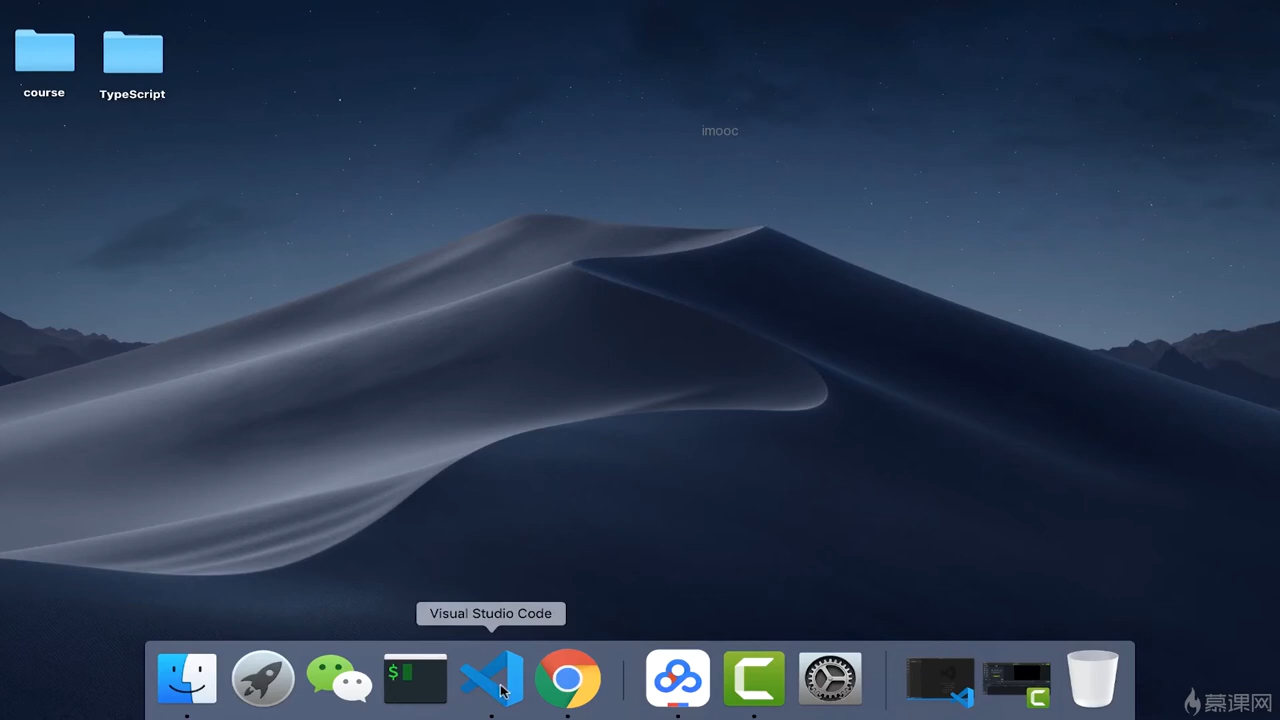 course
TypeScript
imooc
Visual Studio Code
$
慕课网